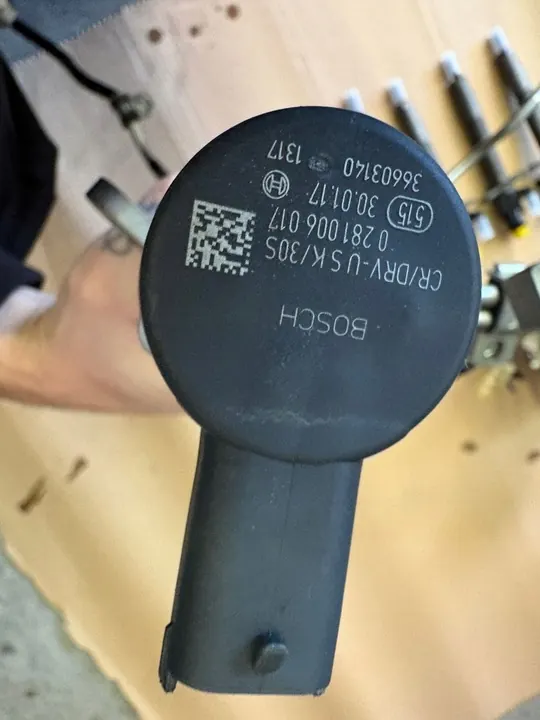 BOSCH
CR/DRV-U S K/30S
0 281 006 017
515 30.01.17
36603140 1317